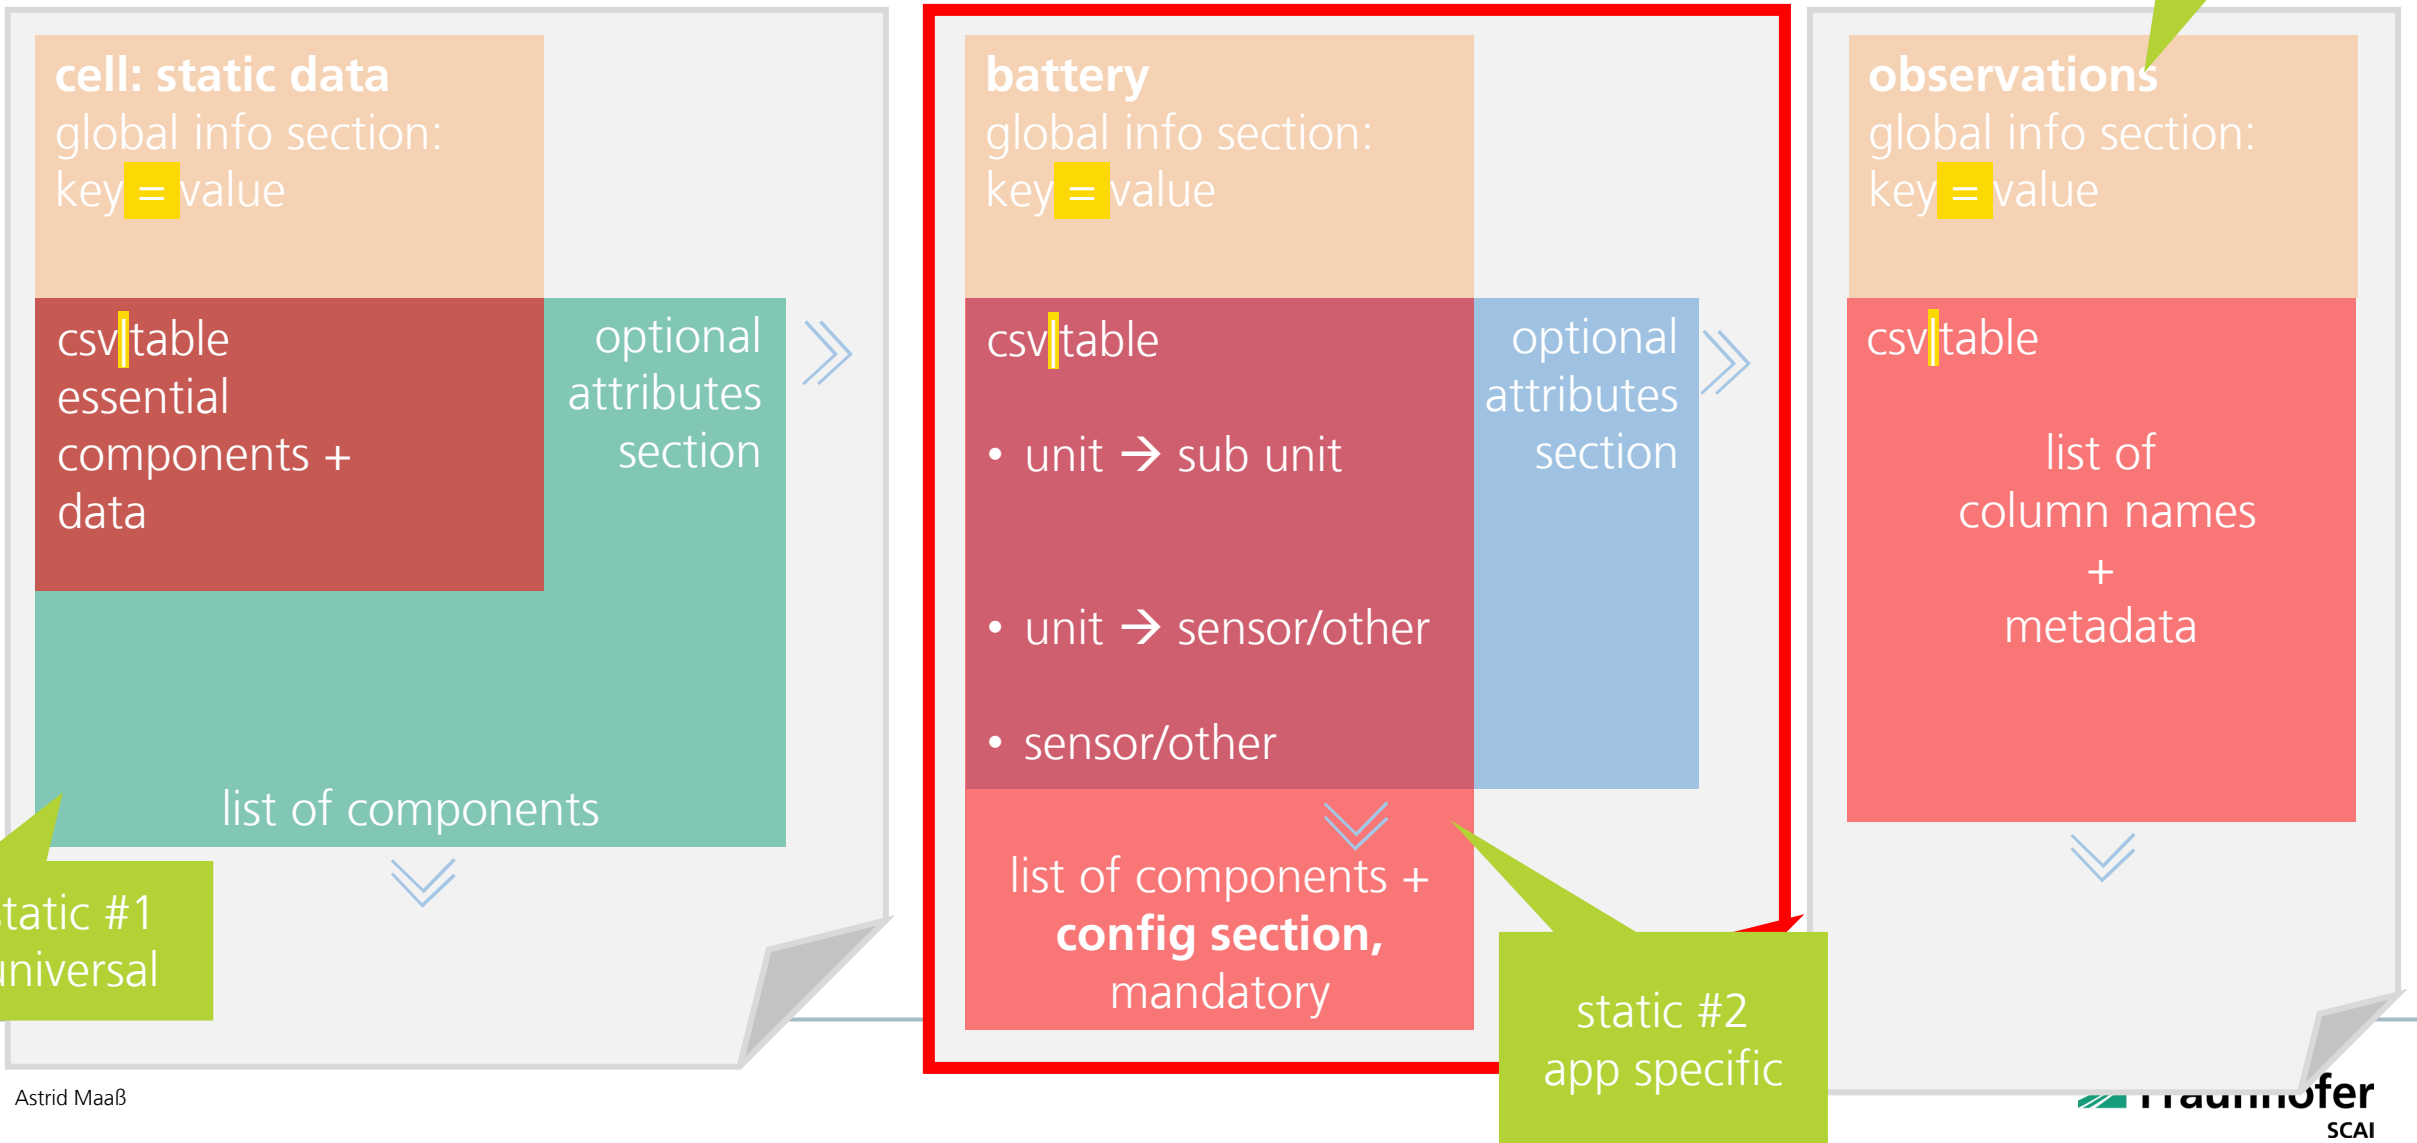 cell: static data
global info section:
key = value
csv|table
essential
components +
data
optional
attributes
section
list of components
static #1
universal
battery
global info section:
key = value
csv|table
• unit → sub unit
• unit → sensor/other
• sensor/other
optional
attributes
section
list of components +
config section,
mandatory
static #2
app specific
observations
global info section:
key = value
csv|table
list of
column names
+
metadata
Astrid Maaß
Fraunhofer
SCAI